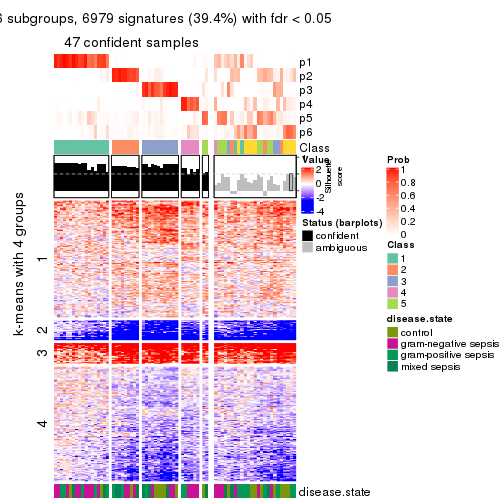 6 subgroups, 6979 signatures (39.4%) with fdr < 0.05
47 confident samples
p1
p2
p3
p4
p5
p6
Class
Value
2
0
-2
-4
Silhouette
score
Status (barplots)
confident
ambiguous
Prob
1
0.8
0.6
0.4
0.2
0
Class
1
2
3
4
5
disease.state
control
gram-negative sepsis
gram-positive sepsis
mixed sepsis
k-means with 4 groups
1
2
3
4
disease.state